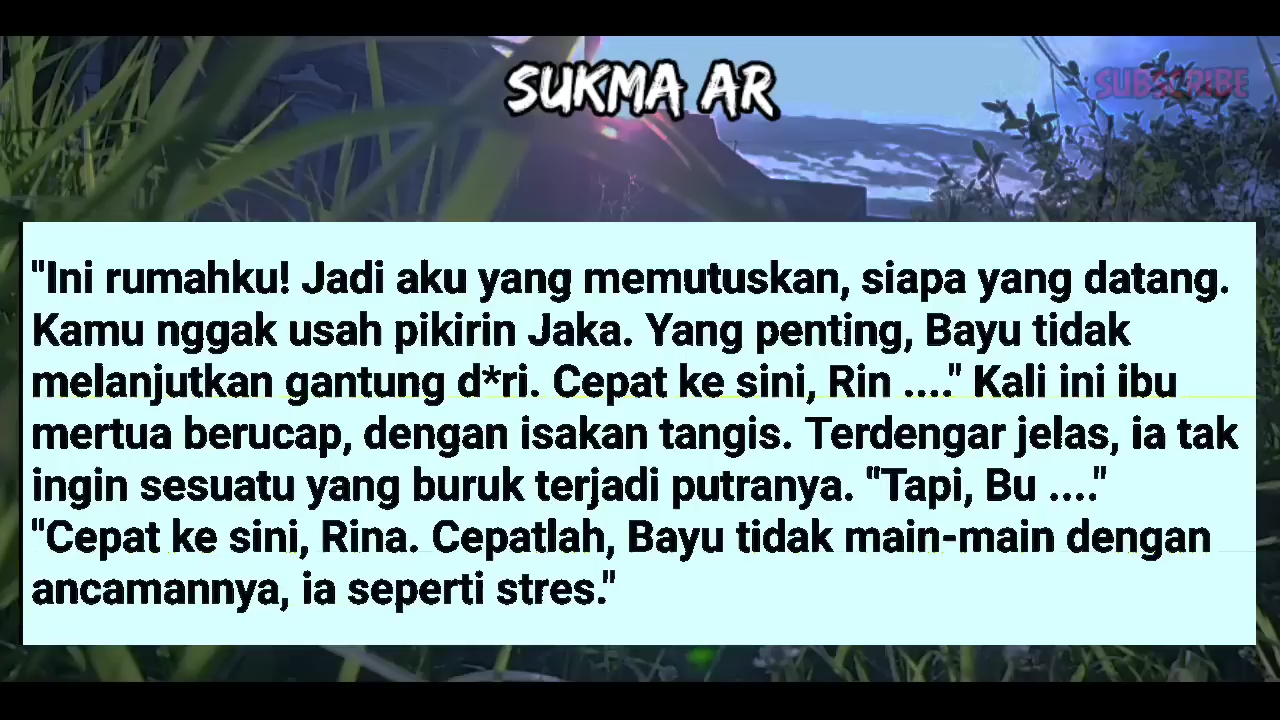 SUKMA AR
SUBSCRIBE
"Ini rumahku! Jadi aku yang memutuskan, siapa yang datang.
Kamu nggak usah pikirin Jaka. Yang penting, Bayu tidak
melanjutkan gantung d*ri. Cepat ke sini, Rin ...." Kali ini ibu
mertua berucap, dengan isakan tangis. Terdengar jelas, ia tak
ingin sesuatu yang buruk terjadi putranya. "Tapi, Bu ...."
"Cepat ke sini, Rina. Cepatlah, Bayu tidak main-main dengan
ancamannya, ia seperti stres."